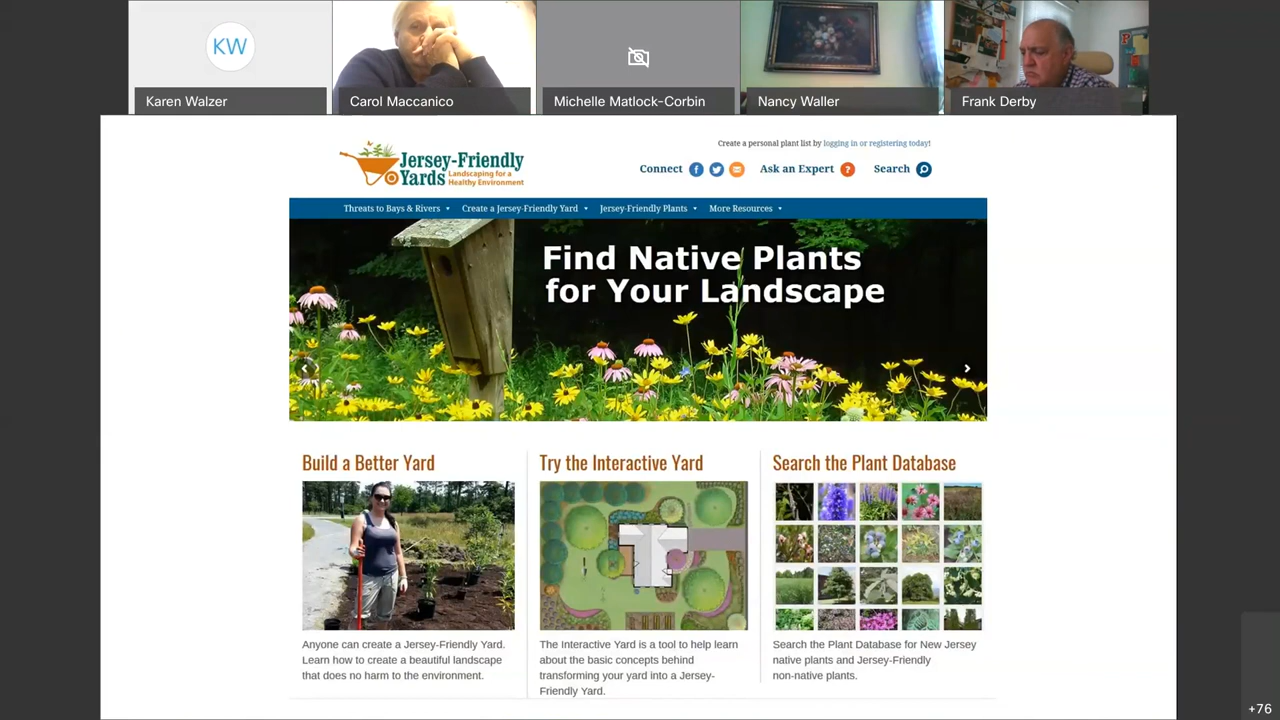 KW
Karen Walzer
Carol Maccanico
Michelle Matlock-Corbin
Nancy Waller
Frank Derby
Jersey-Friendly
Yards
Landscaping for a
Healthy Environment
Create a personal plant list by logging in or registering today!
Connect
Ask an Expert ?
Search
Threats to Bays & Rivers
Create a Jersey-Friendly Yard
Jersey-Friendly Plants
More Resources
Find Native Plants
for Your Landscape
Build a Better Yard
Anyone can create a Jersey-Friendly Yard.
Learn how to create a beautiful landscape
that does no harm to the environment.
Try the Interactive Yard
The Interactive Yard is a tool to help learn
about the basic concepts behind
transforming your yard into a Jersey-
Friendly Yard.
Search the Plant Database
Search the Plant Database for New Jersey
native plants and Jersey-Friendly
non-native plants.
+76